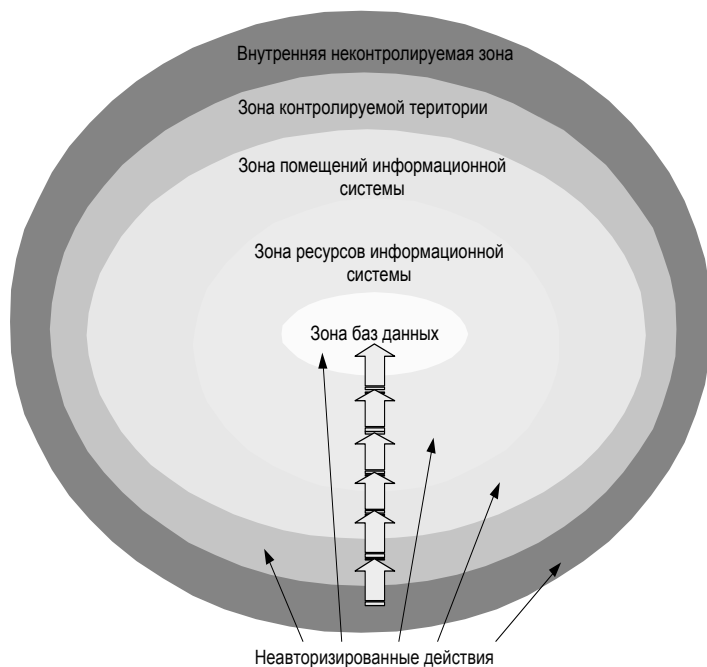 Внутренняя неконтролируемая зона
Зона контролируемой територии
Зона помещений информационной
системы
Зона ресурсов информационной
системы
Зона баз данных
Неавторизированные действия